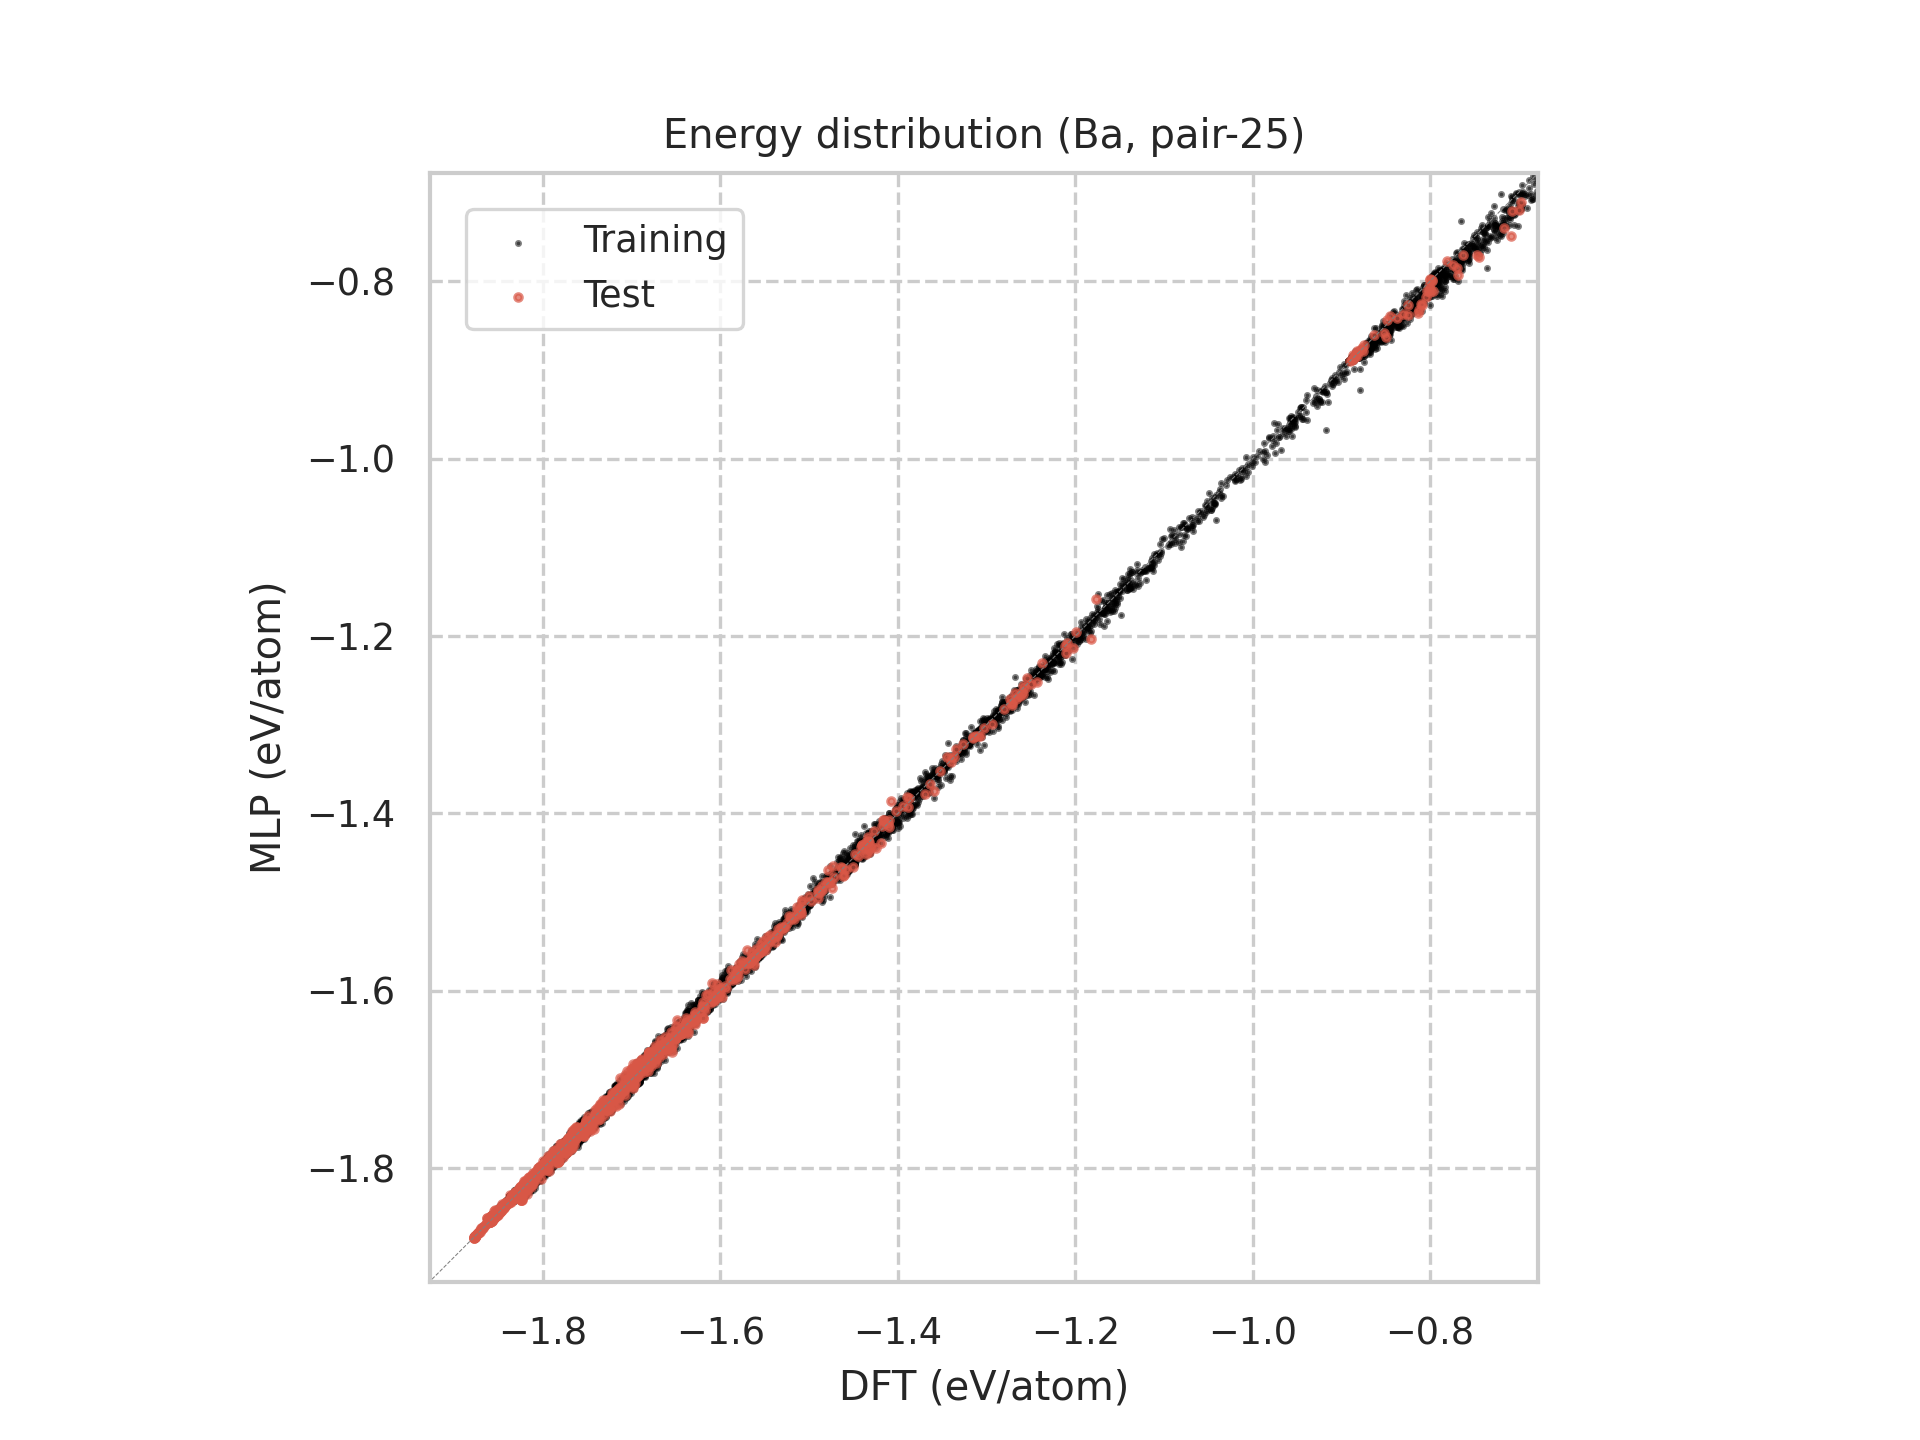 Energy distribution (Ba, pair-25)
Training
Test
−0.8
−1.0
−1.2
−1.4
−1.6
−1.8
MLP (eV/atom)
−1.8 −1.6 −1.4 −1.2 −1.0 −0.8
DFT (eV/atom)